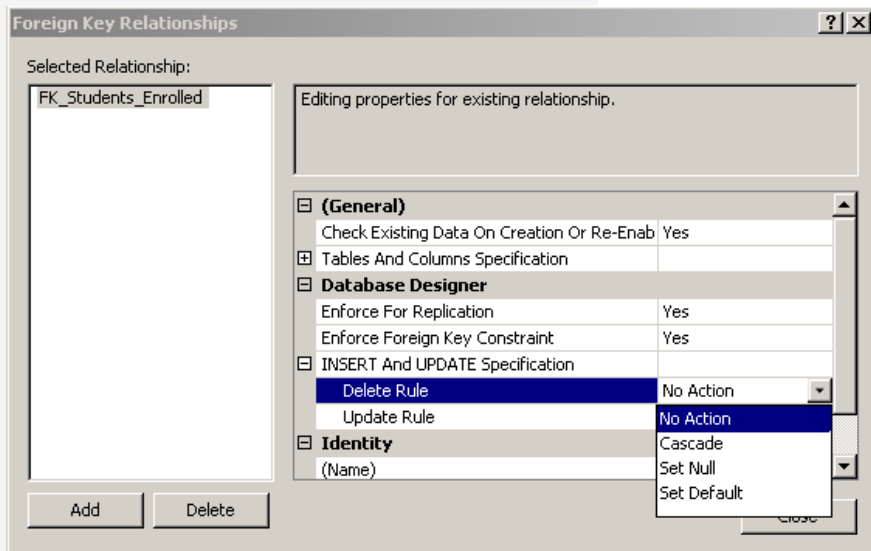 Foreign Key Relationships
Selected Relationship:
FK_Students_Enrolled
Editing properties for existing relationship.
(General)
Check Existing Data On Creation Or Re-Enab Yes
Tables And Columns Specification
Database Designer
Enforce For Replication Yes
Enforce Foreign Key Constraint Yes
INSERT And UPDATE Specification
Delete Rule No Action
Update Rule No Action
Identity Cascade
(Name) Set Null
Set Default
Add Delete Close